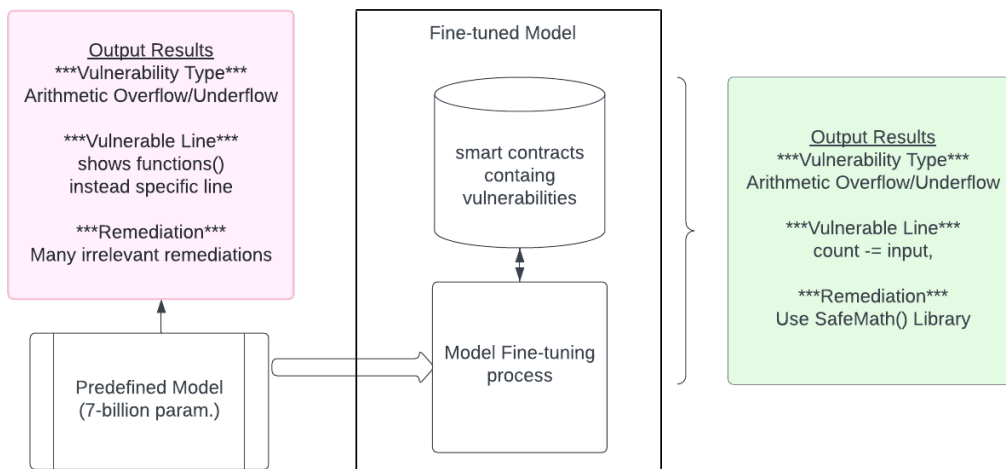 Output Results
***Vulnerability Type***
Arithmetic Overflow/Underflow
***Vulnerable Line***
shows functions()
instead specific line
***Remediation***
Many irrelevant remediations
Predefined Model
(7-billion param.)
Fine-tuned Model
smart contracts
containg
vulnerabilities
Model Fine-tuning
process
Output Results
***Vulnerability Type***
Arithmetic Overflow/Underflow
***Vulnerable Line***
count -= input,
***Remediation***
Use SafeMath() Library